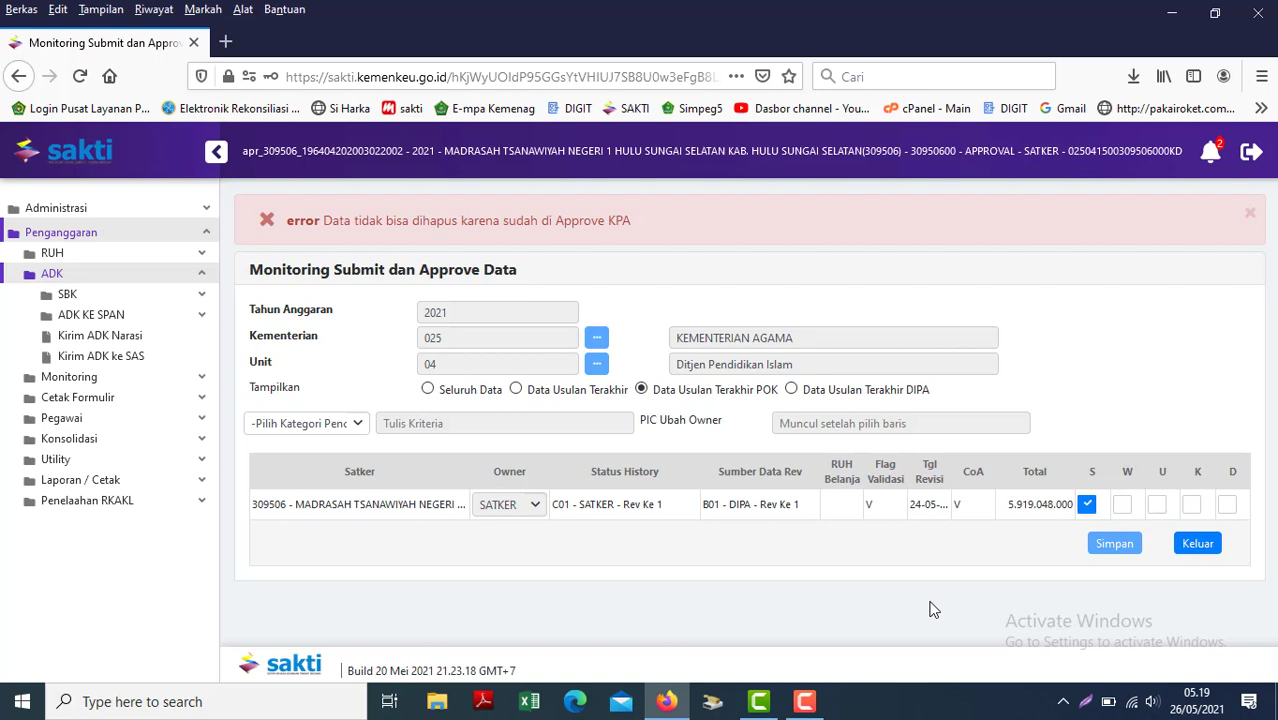 Berkas Edit Tampilan Riwayat Markah Alat Bantuan
Monitoring Submit dan Approv
https://sakti.kemenkeu.go.id/hKjWyUOIdP95GGsYtVHIUJ7SB8U0w3eFgB8L Cari
Login Pusat Layanan P... Elektronik Rekonsiliasi ... Si Harka sakti E-mpa Kemenag DIGIT SAKTI Simpeg5 Dasbor channel - You... cPanel - Main DIGIT Gmail http://pakairoket.com...
sakti apr_309506_196404202003022002 - 2021 - MADRASAH TSANAWIYAH NEGERI 1 HULU SUNGAI SELATAN KAB. HULU SUNGAI SELATAN(309506) - 30950600 - APPROVAL - SATKER - 025041500309506000KD 2
Administrasi
Penganggaran
RUH
ADK
SBK
ADK KE SPAN
Kirim ADK Narasi
Kirim ADK ke SAS
Monitoring
Cetak Formulir
Pegawai
Konsolidasi
Utility
Laporan / Cetak
Penelaahan RKAKL
error Data tidak bisa dihapus karena sudah di Approve KPA
Monitoring Submit dan Approve Data
Tahun Anggaran 2021
Kementerian 025 ... KEMENTERIAN AGAMA
Unit 04 ... Ditjen Pendidikan Islam
Tampilkan Seluruh Data Data Usulan Terakhir Data Usulan Terakhir POK Data Usulan Terakhir DIPA
-Pilih Kategori Penc Tulis Kriteria PIC Ubah Owner Muncul setelah pilih baris
Satker Owner Status History Sumber Data Rev RUH Belanja Flag Validasi Tgl Revisi CoA Total S W U K D
309506 - MADRASAH TSANAWIYAH NEGERI ... SATKER C01 - SATKER - Rev Ke 1 B01 - DIPA - Rev Ke 1 V 24-05-... V 5.919.048.000
Simpan Keluar
Activate Windows
Go to Settings to activate Windows.
sakti Build 20 Mei 2021 21.23.18 GMT+7
Type here to search
05.19
26/05/2021